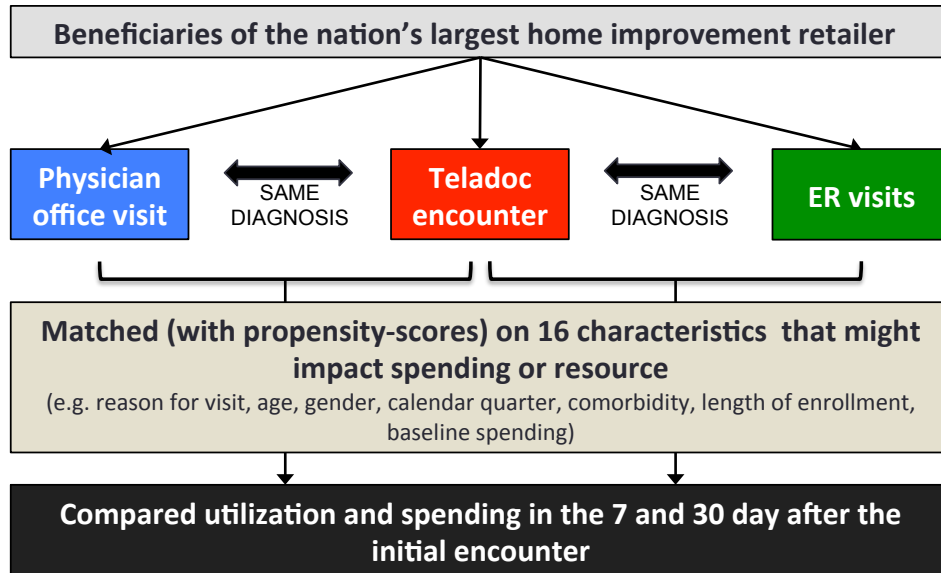 Beneficiaries of the nation’s largest home improvement retailer
Physician
office visit
SAME
DIAGNOSIS
Teladoc
encounter
SAME
DIAGNOSIS
ER visits
Matched (with propensity-scores) on 16 characteristics  that might
impact spending or resource
(e.g. reason for visit, age, gender, calendar quarter, comorbidity, length of enrollment,
baseline spending)
Compared utilization and spending in the 7 and 30 day after the
initial encounter